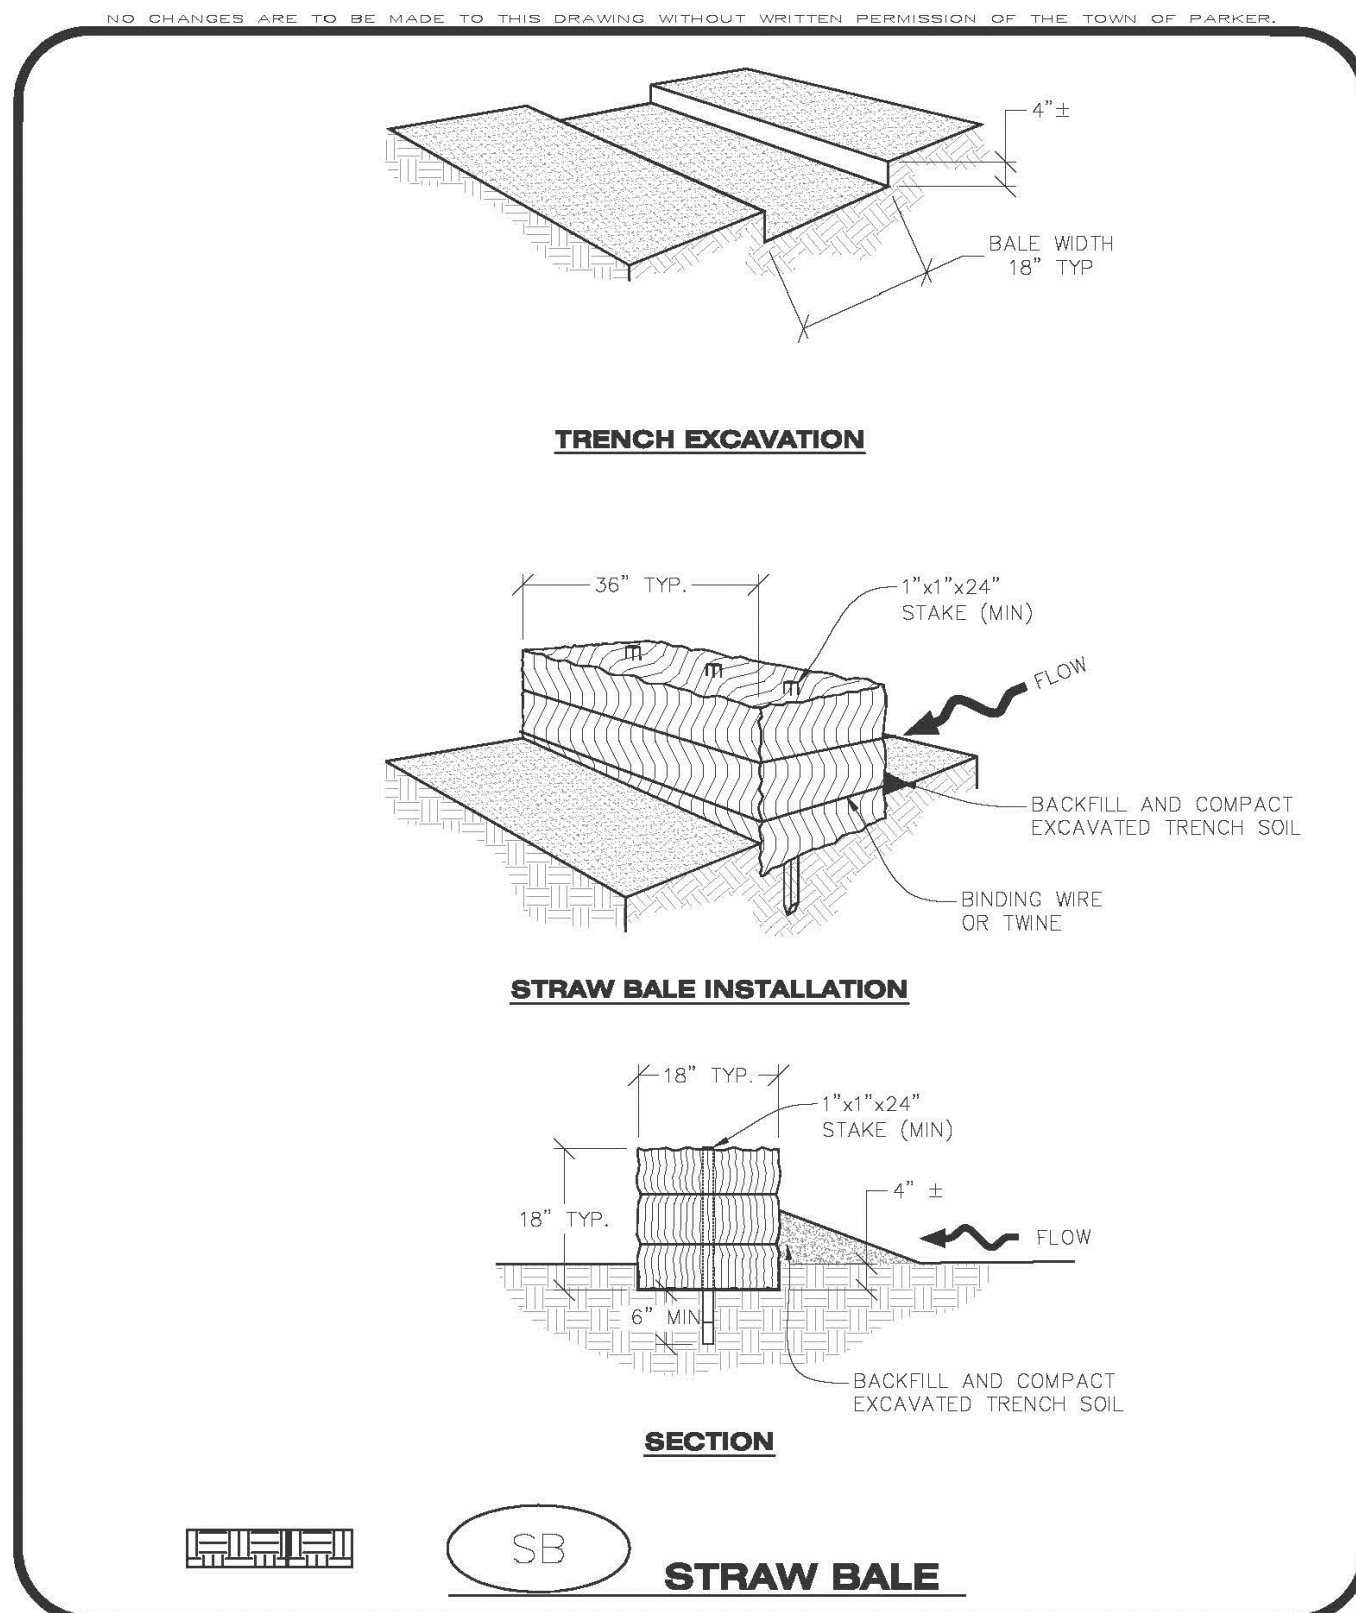 NO CHANGES ARE TO BE MADE TO THIS DRAWING WITHOUT WRITTEN PERMISSION OF THE TOWN OF PARKER.
4"±
BALE WIDTH
18" TYP
TRENCH EXCAVATION
36" TYP.
1"x1"x24"
STAKE (MIN)
FLOW
BACKFILL AND COMPACT
EXCAVATED TRENCH SOIL
BINDING WIRE
OR TWINE
STRAW BALE INSTALLATION
18" TYP.
1"x1"x24"
STAKE (MIN)
4" ±
18" TYP.
FLOW
6" MIN
BACKFILL AND COMPACT
EXCAVATED TRENCH SOIL
SECTION
SB
STRAW BALE